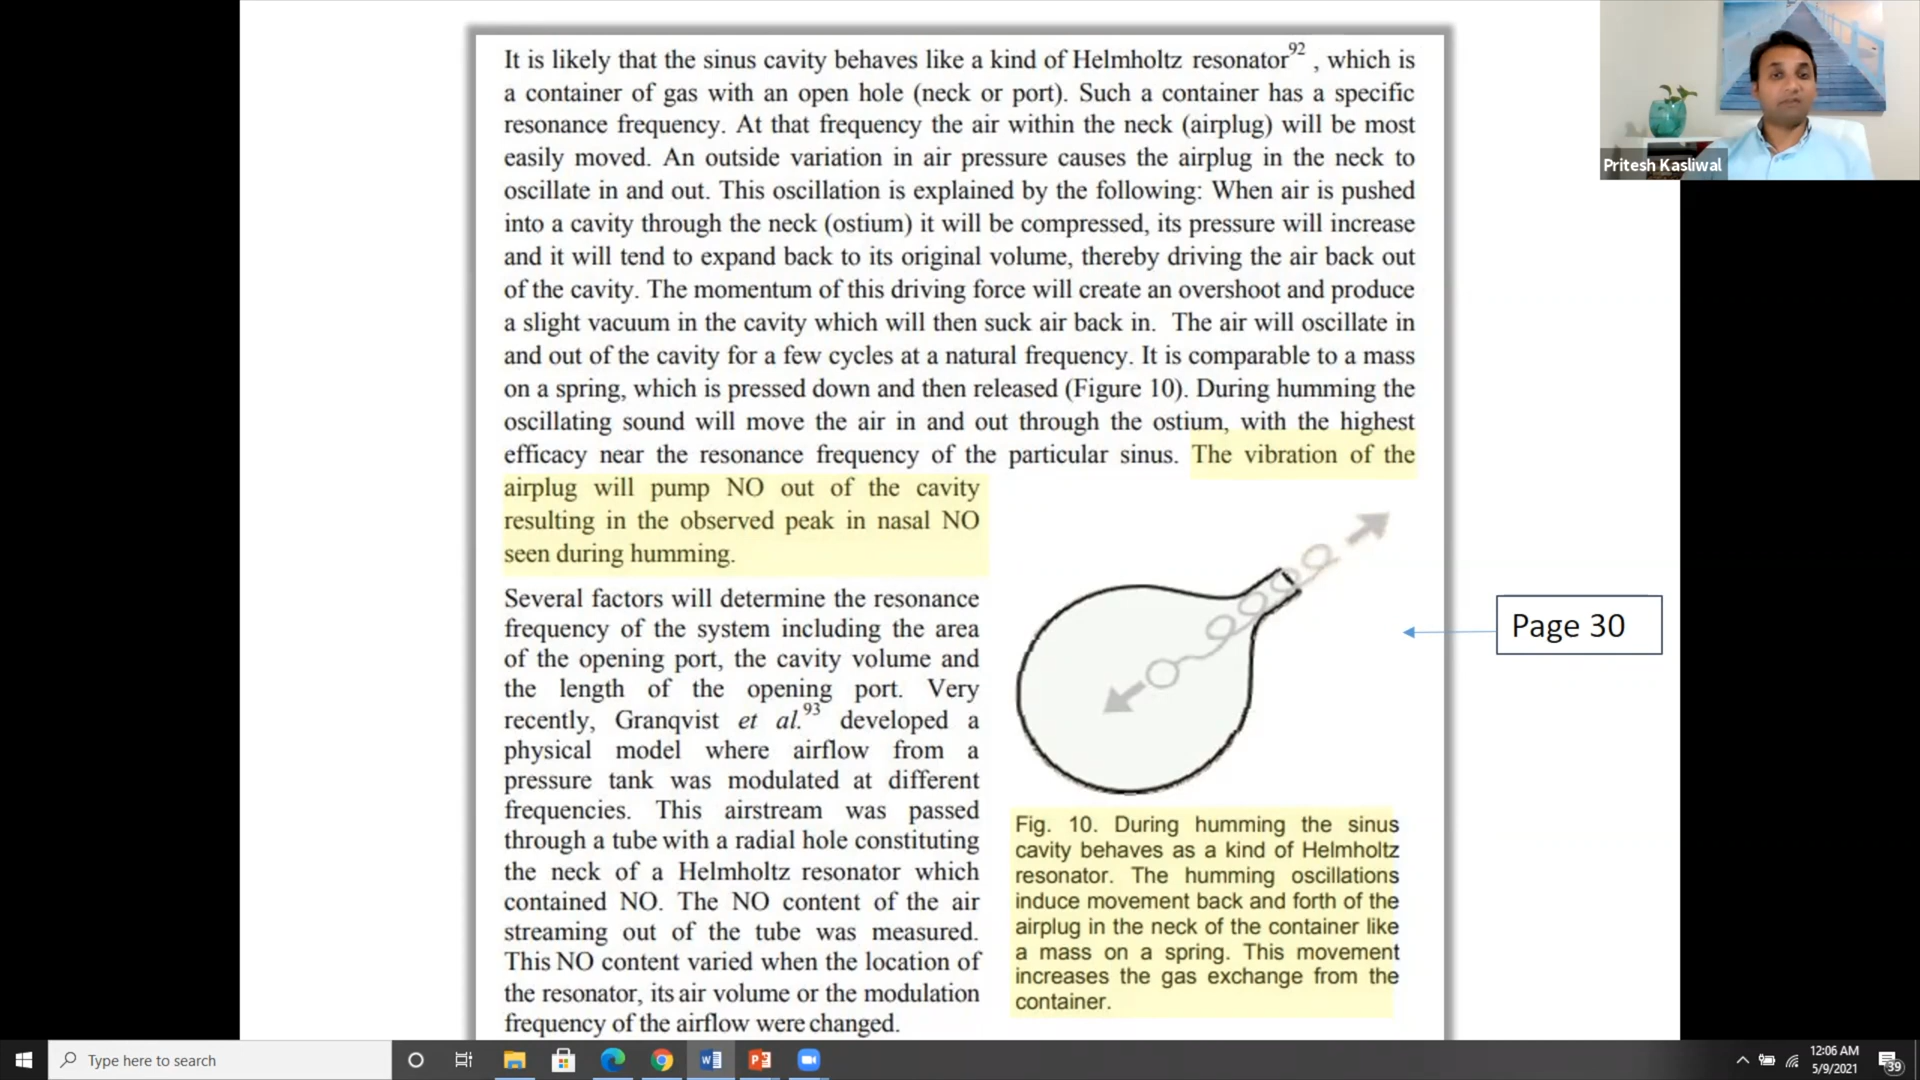 It is likely that the sinus cavity behaves like a kind of Helmholtz resonator92 , which is
a container of gas with an open hole (neck or port). Such a container has a specific
resonance frequency. At that frequency the air within the neck (airplug) will be most
easily moved. An outside variation in air pressure causes the airplug in the neck to
oscillate in and out. This oscillation is explained by the following: When air is pushed
into a cavity through the neck (ostium) it will be compressed, its pressure will increase
and it will tend to expand back to its original volume, thereby driving the air back out
of the cavity. The momentum of this driving force will create an overshoot and produce
a slight vacuum in the cavity which will then suck air back in. The air will oscillate in
and out of the cavity for a few cycles at a natural frequency. It is comparable to a mass
on a spring, which is pressed down and then released (Figure 10). During humming the
oscillating sound will move the air in and out through the ostium, with the highest
efficacy near the resonance frequency of the particular sinus. The vibration of the
airplug will pump NO out of the cavity
resulting in the observed peak in nasal NO
seen during humming.
Several factors will determine the resonance
frequency of the system including the area
of the opening port, the cavity volume and
the length of the opening port. Very
recently, Granqvist et al.93 developed a
physical model where airflow from a
pressure tank was modulated at different
frequencies. This airstream was passed
through a tube with a radial hole constituting
the neck of a Helmholtz resonator which
contained NO. The NO content of the air
streaming out of the tube was measured.
This NO content varied when the location of
the resonator, its air volume or the modulation
frequency of the airflow were changed.
Fig. 10. During humming the sinus
cavity behaves as a kind of Helmholtz
resonator. The humming oscillations
induce movement back and forth of the
airplug in the neck of the container like
a mass on a spring. This movement
increases the gas exchange from the
container.
Page 30
Pritesh Kasliwal
Type here to search
12:06 AM
5/9/2021
39